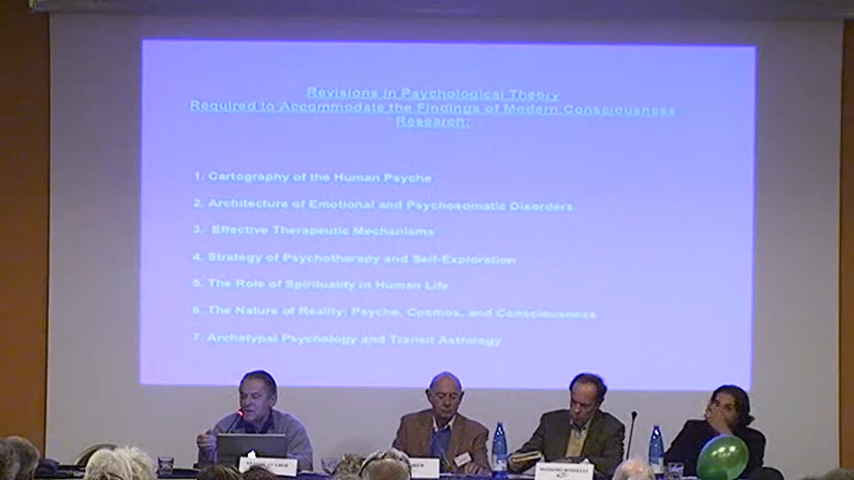 Revisions in Psychological Theory
Required to Accommodate the Findings of Modern Consciousness
Research:
1. Cartography of the Human Psyche
2. Architecture of Emotional and Psychosomatic Disorders
3. Effective Therapeutic Mechanisms
4. Strategy of Psychotherapy and Self-Exploration
5. The Role of Spirituality in Human Life
6. The Nature of Reality: Psyche, Cosmos, and Consciousness
7. Archetypal Psychology and Transit Astrology